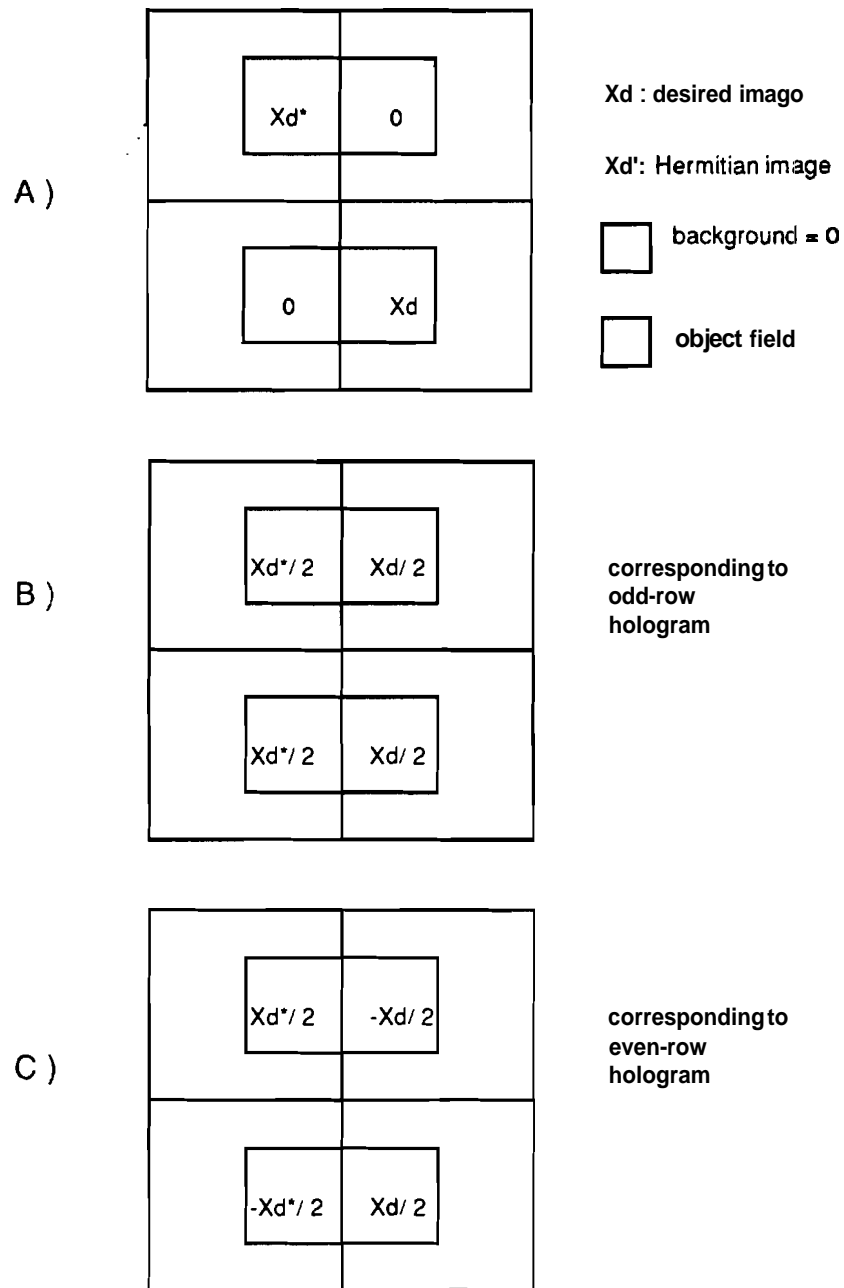 A )
Xd*
0
0
Xd
Xd : desired imago
Xd': Hermitian image
background = 0
object field
B )
Xd*/ 2
Xd/ 2
Xd*/ 2
Xd/ 2
corresponding to
odd-row
hologram
C )
Xd*/ 2
-Xd/ 2
-Xd*/ 2
Xd/ 2
corresponding to
even-row
hologram